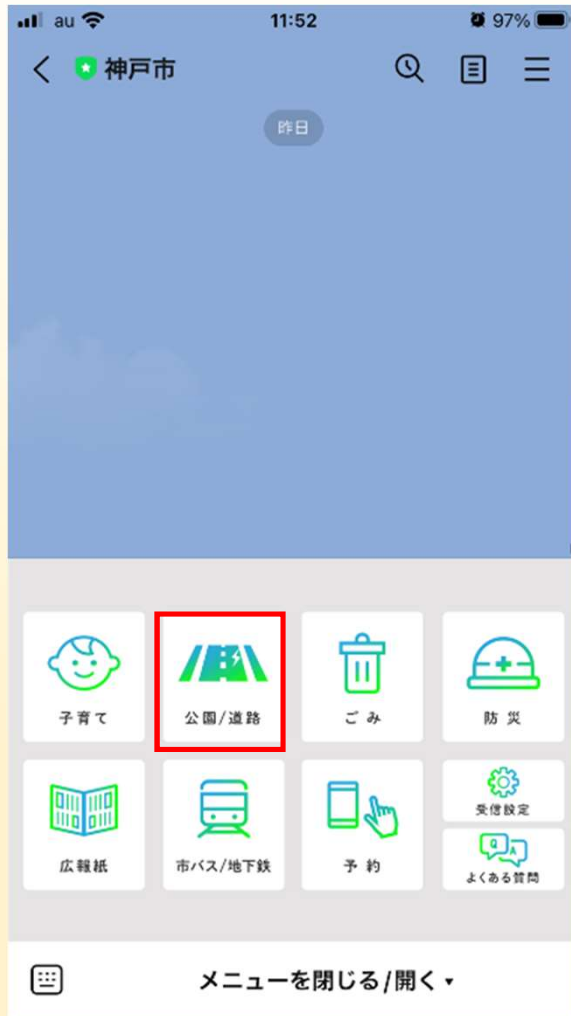 au 11:52 97%
神戸市
昨日
子育て 公園/道路 ごみ 防災
受信設定
広報紙 市バス/地下鉄 予約
Q A
よくある質問
メニューを閉じる/開く ▾